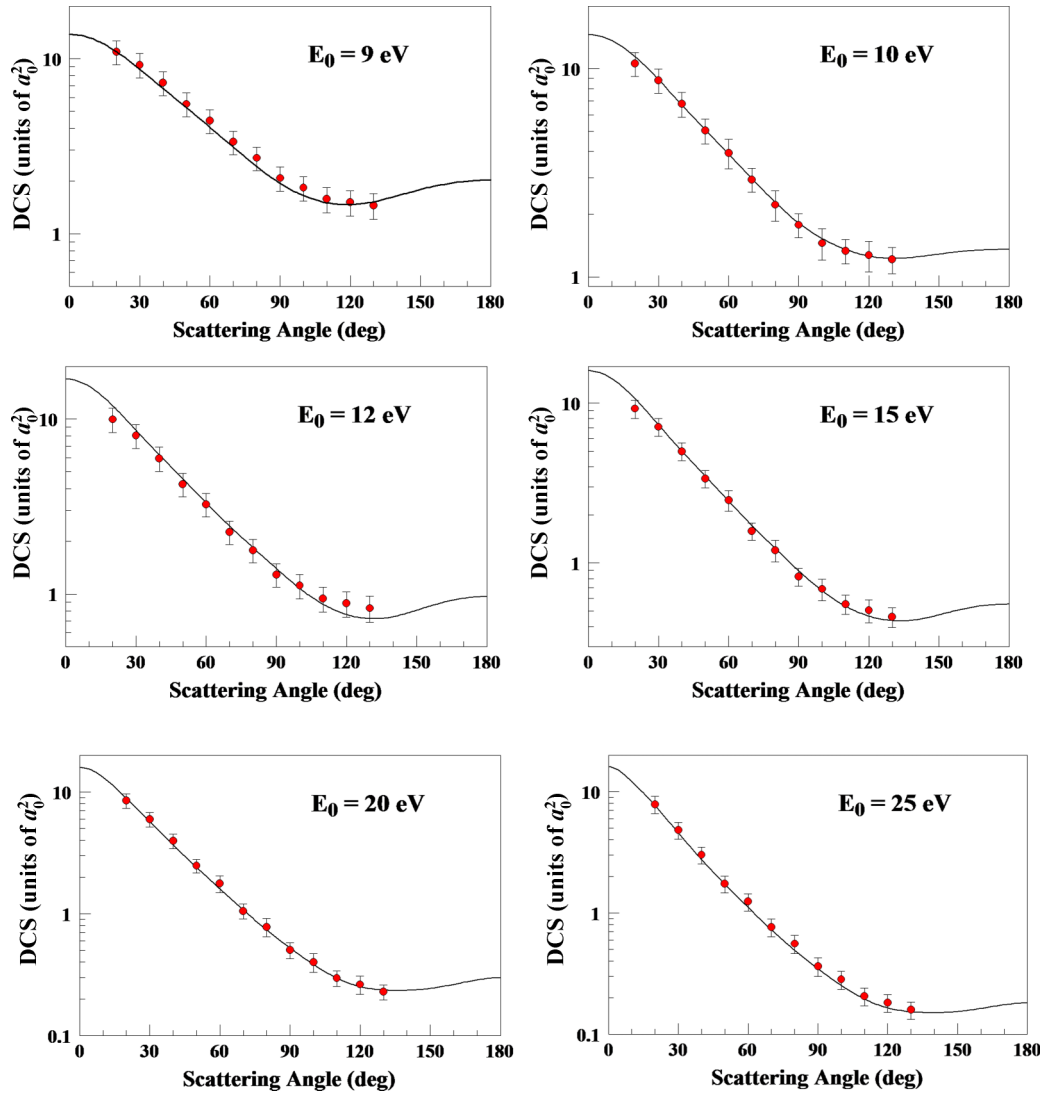 DCS (units of a₀²)
E₀ = 9 eV
10
1
0 30 60 90 120 150 180
Scattering Angle (deg)
DCS (units of a₀²)
E₀ = 10 eV
10
1
0 30 60 90 120 150 180
Scattering Angle (deg)
DCS (units of a₀²)
E₀ = 12 eV
10
1
0 30 60 90 120 150 180
Scattering Angle (deg)
DCS (units of a₀²)
E₀ = 15 eV
10
1
0 30 60 90 120 150 180
Scattering Angle (deg)
DCS (units of a₀²)
E₀ = 20 eV
10
1
0.1
0 30 60 90 120 150 180
Scattering Angle (deg)
DCS (units of a₀²)
E₀ = 25 eV
10
1
0.1
0 30 60 90 120 150 180
Scattering Angle (deg)